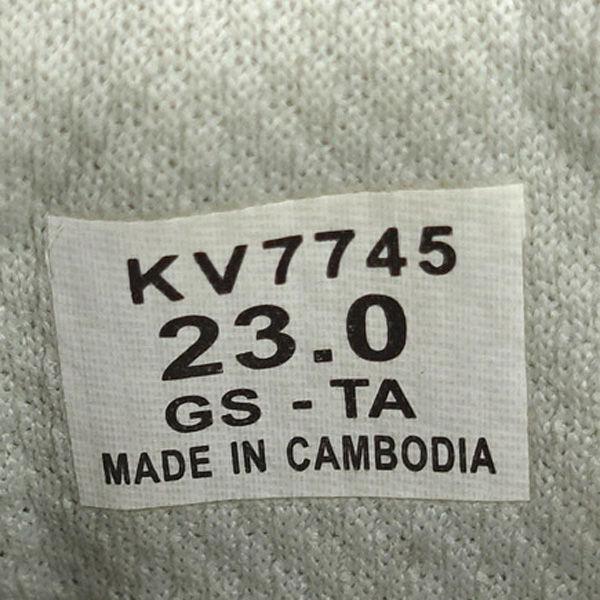 KV7745
23.0
GS - TA
MADE IN CAMBODIA